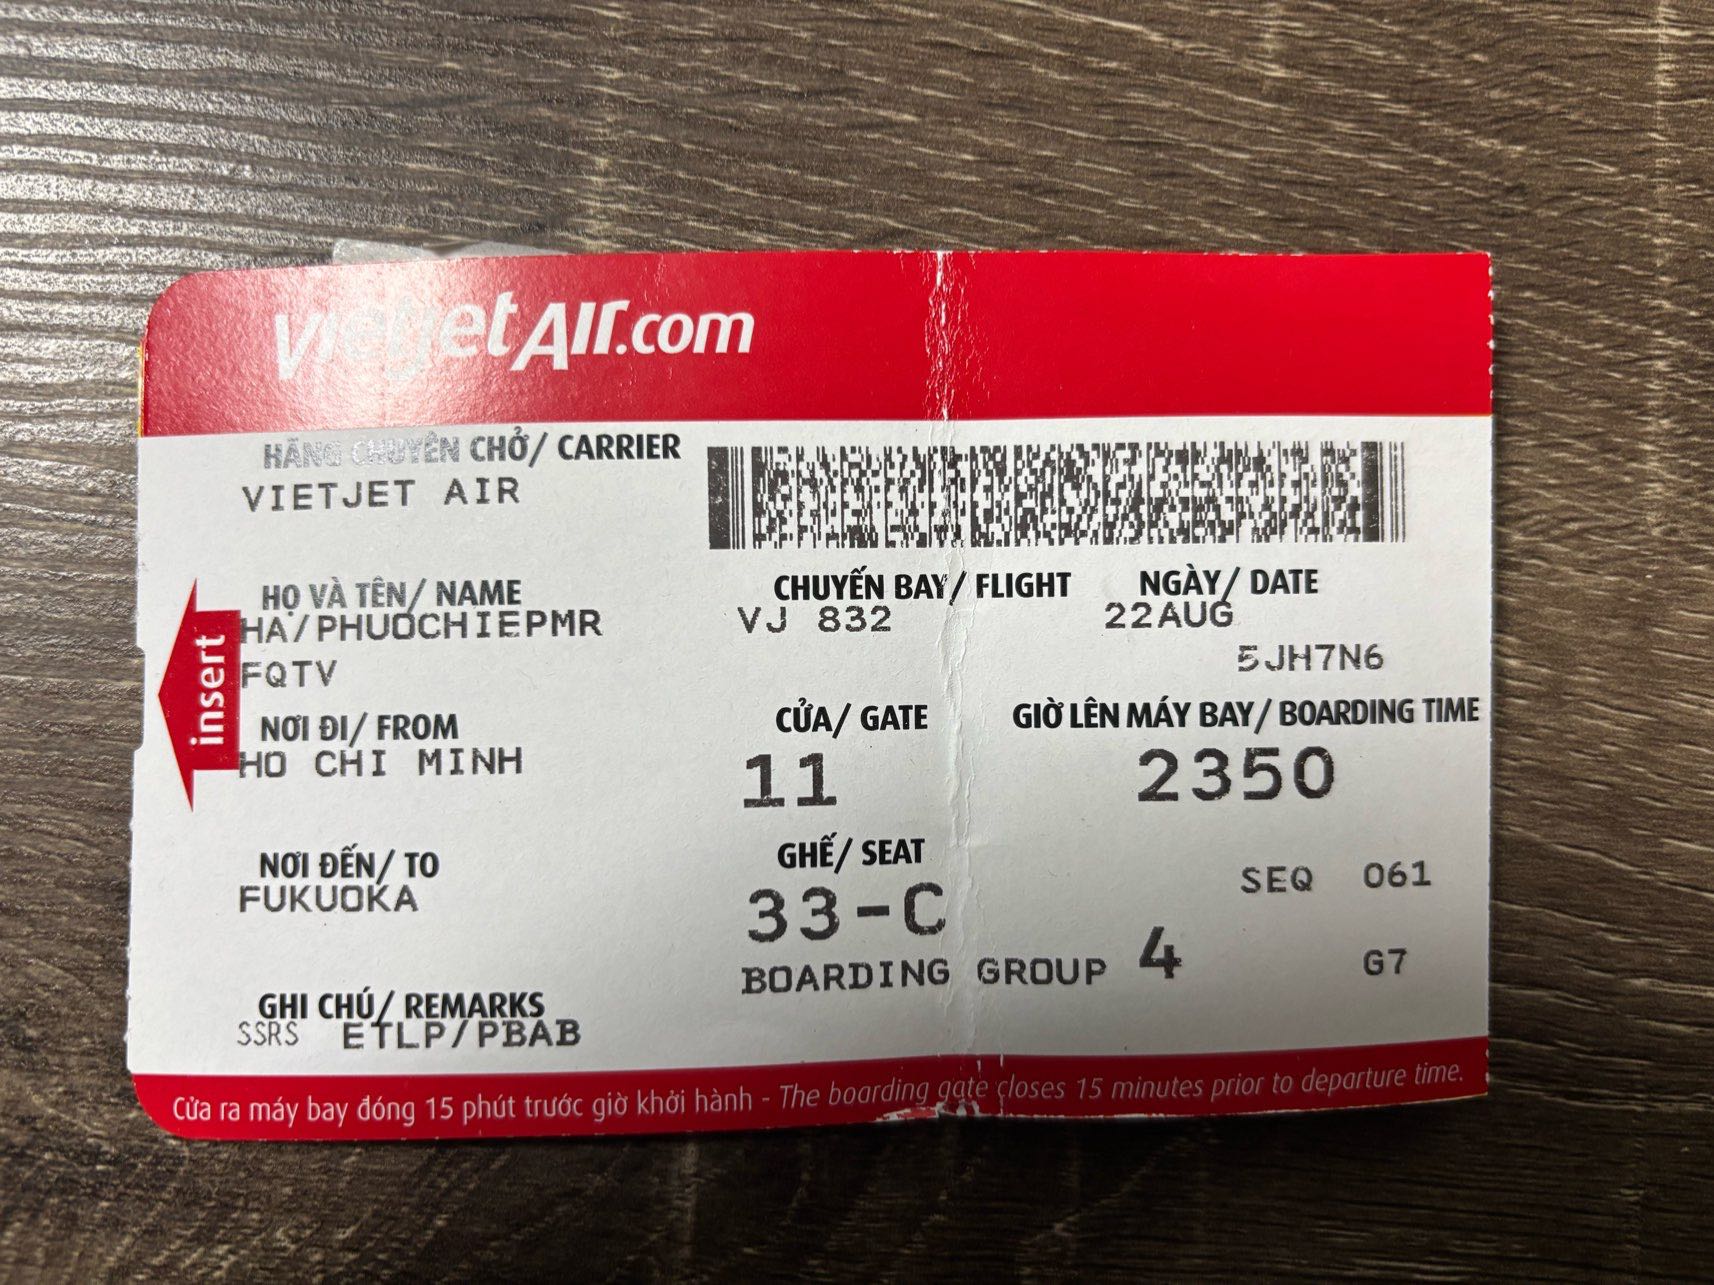 vietjetAir.com
HÃNG CHUYÊN CHỞ/ CARRIER
VIETJET AIR
HỌ VÀ TÊN/ NAME
HA/PHUOCHIEPMR
FQTV
CHUYẾN BAY/ FLIGHT
VJ 832
NGÀY/ DATE
22AUG
5JH7N6
insert
NƠI ĐI/ FROM
HO CHI MINH
CỬA/ GATE
11
GIỜ LÊN MÁY BAY/ BOARDING TIME
2350
NƠI ĐẾN/ TO
FUKUOKA
GHẾ/ SEAT
33-C
SEQ 061
BOARDING GROUP 4
G7
GHI CHÚ/ REMARKS
SSRS ETLP/PBAB
Cửa ra máy bay đóng 15 phút trước giờ khởi hành - The boarding gate closes 15 minutes prior to departure time.